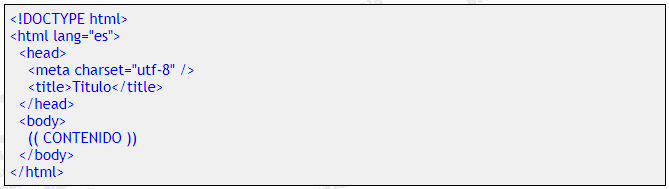 <!DOCTYPE html>
<html lang="es">
<head>
<meta charset="utf-8" />
<title>Titulo</title>
</head>
<body>
(( CONTENIDO ))
</body>
</html>